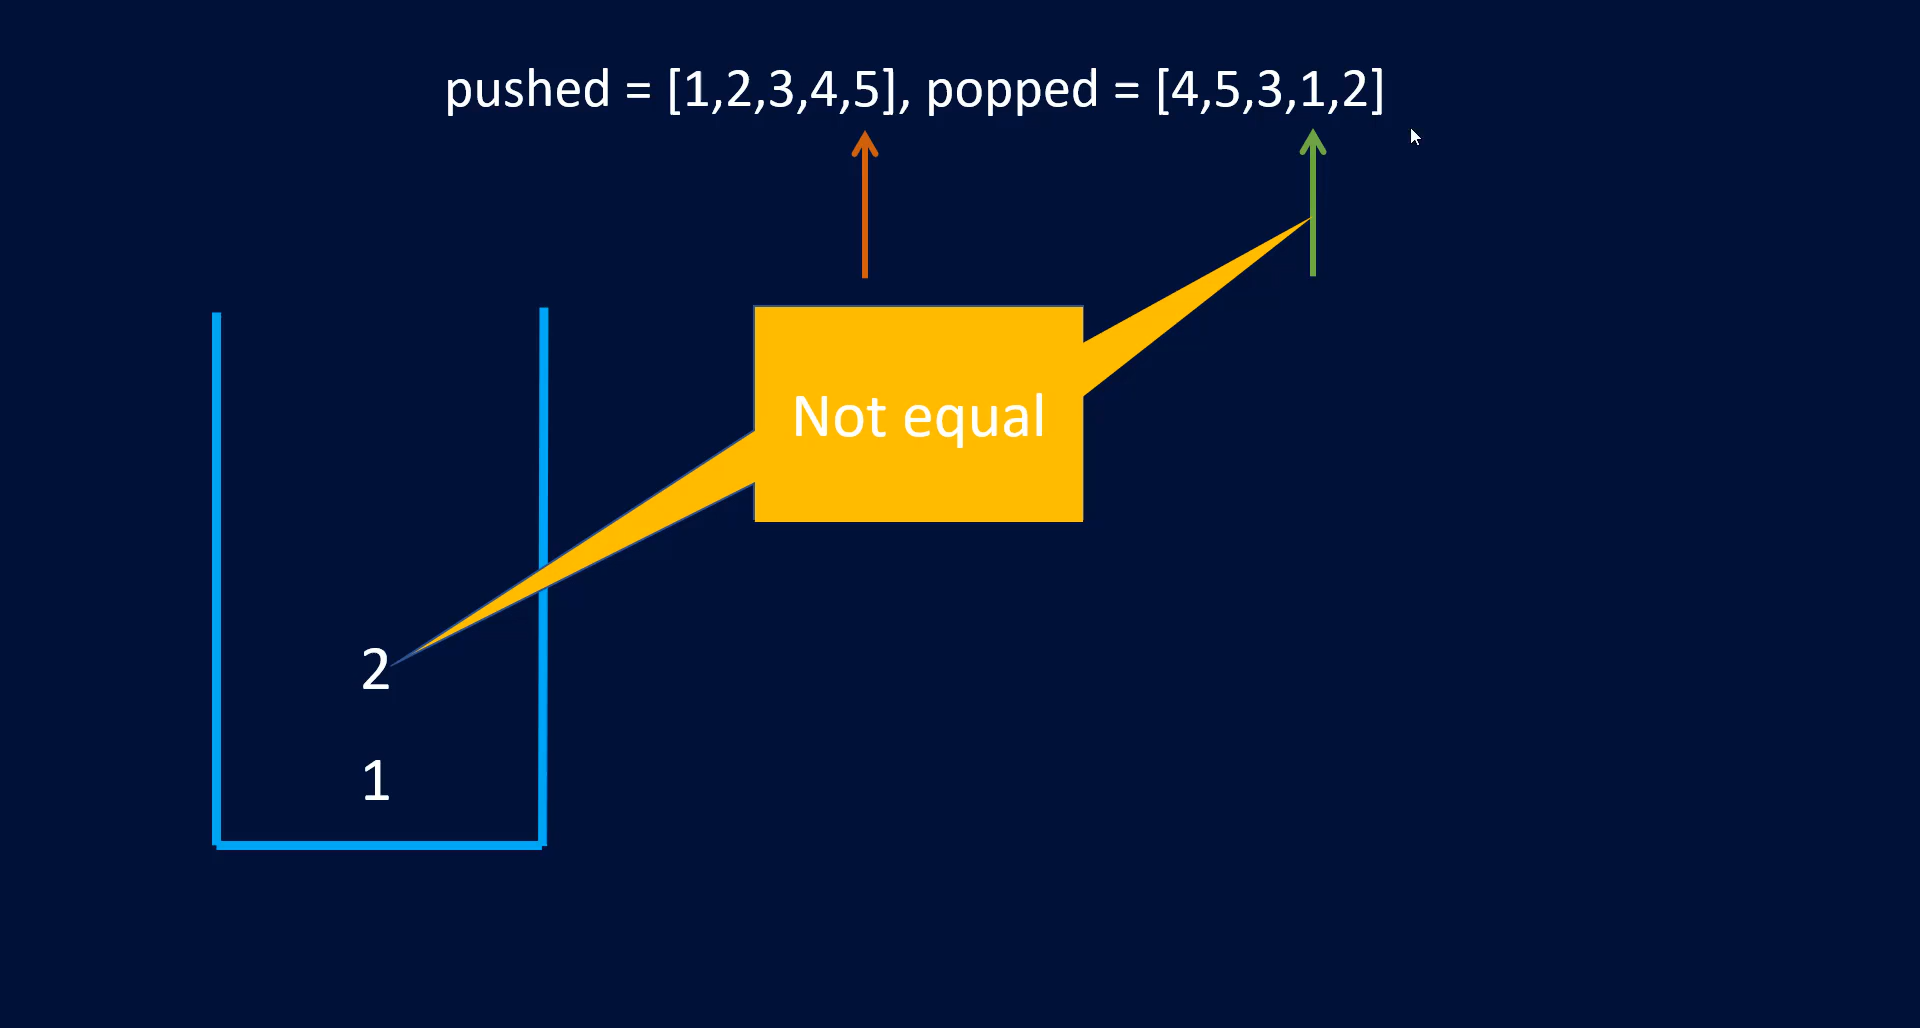 pushed = [1,2,3,4,5], popped = [4,5,3,1,2]
Not equal
2
1